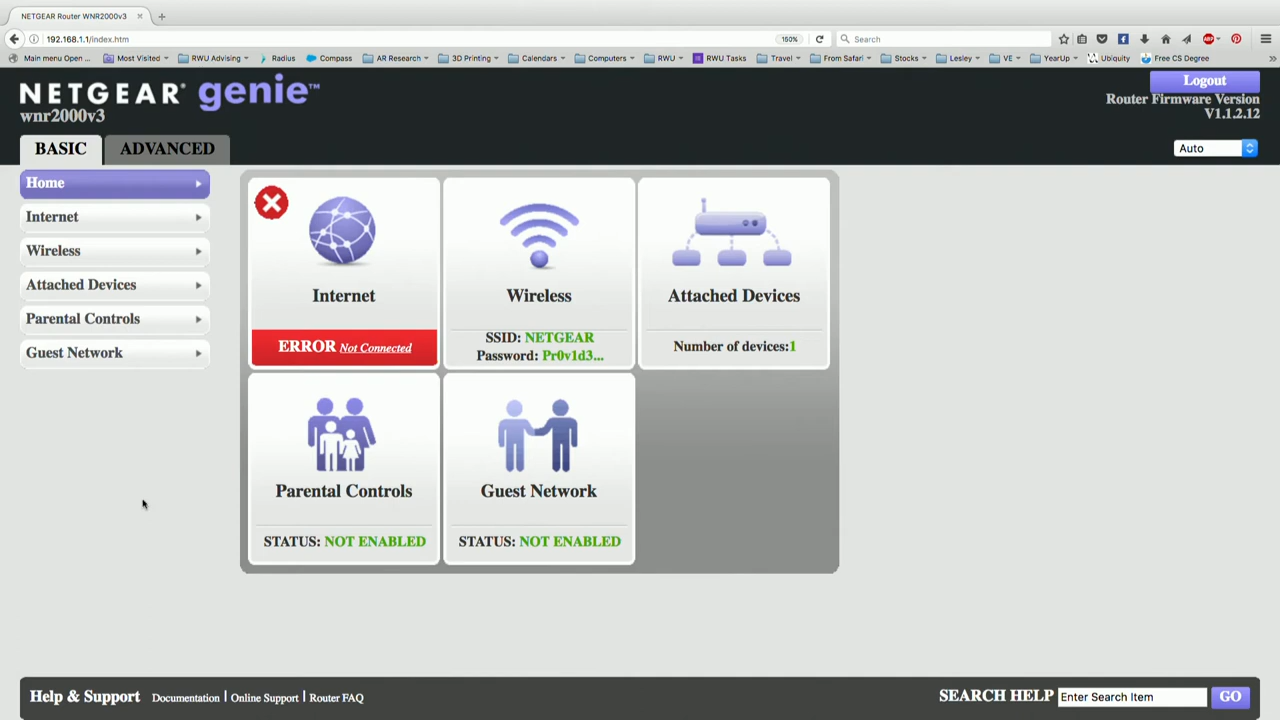 NETGEAR Router WNR2000v3
192.168.1.1/index.htm
150%
Search
Main menu Open ...
Most Visited
RWU Advising
Radius
Compass
AR Research
3D Printing
Calendars
Computers
RWU
RWU Tasks
Travel
From Safari
Stocks
Lesley
VE
YearUp
Ubiquity
Free CS Degree
NETGEAR® genie™
wnr2000v3
Logout
Router Firmware Version
V1.1.2.12
BASIC
ADVANCED
Auto
Home
Internet
Wireless
Attached Devices
Parental Controls
Guest Network
Internet
ERROR Not Connected
Wireless
SSID: NETGEAR
Password: Pr0v1d3...
Attached Devices
Number of devices:1
Parental Controls
STATUS: NOT ENABLED
Guest Network
STATUS: NOT ENABLED
Help & Support
Documentation | Online Support | Router FAQ
SEARCH HELP
Enter Search Item
GO